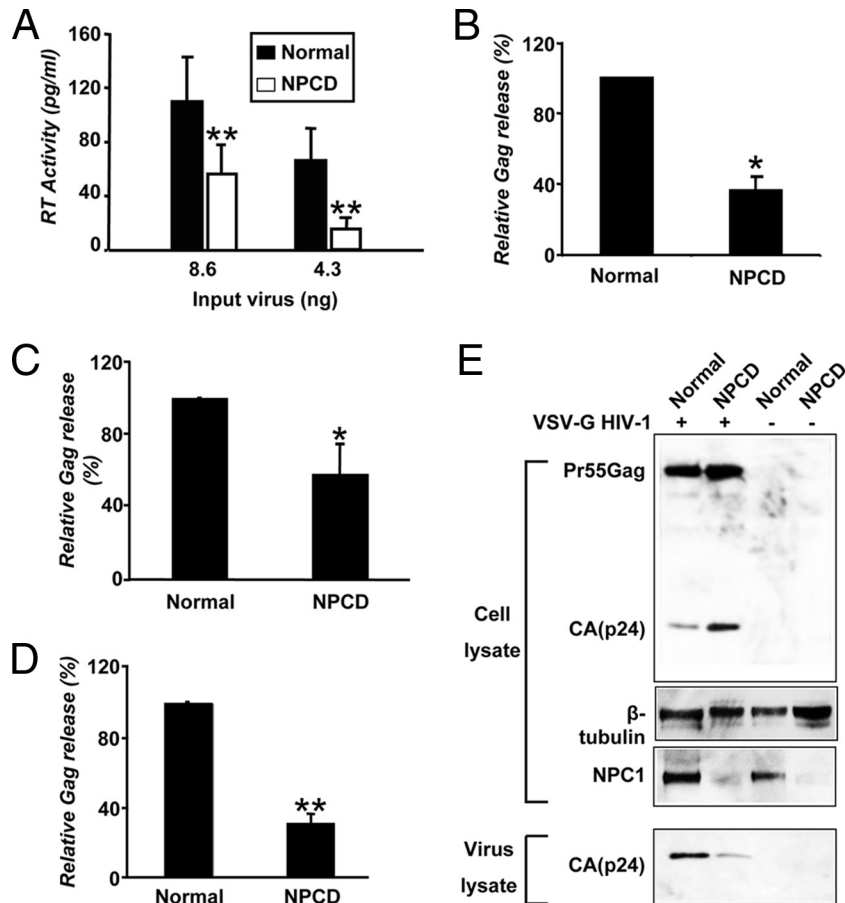 A
RT Activity (pg/ml)
160
120
80
40
0
Normal
NPCD
**
**
8.6
4.3
Input virus (ng)
B
Relative Gag release (%)
120
80
40
0
*
Normal
NPCD
C
Relative Gag release
(%)
120
80
40
0
*
Normal
NPCD
D
Relative Gag release (%)
120
80
40
0
**
Normal
NPCD
E
Normal
NPCD
Normal
NPCD
VSV-G HIV-1
+ + - -
Cell
lysate
Pr55Gag
CA(p24)
β-
tubulin
NPC1
Virus
lysate
CA(p24)